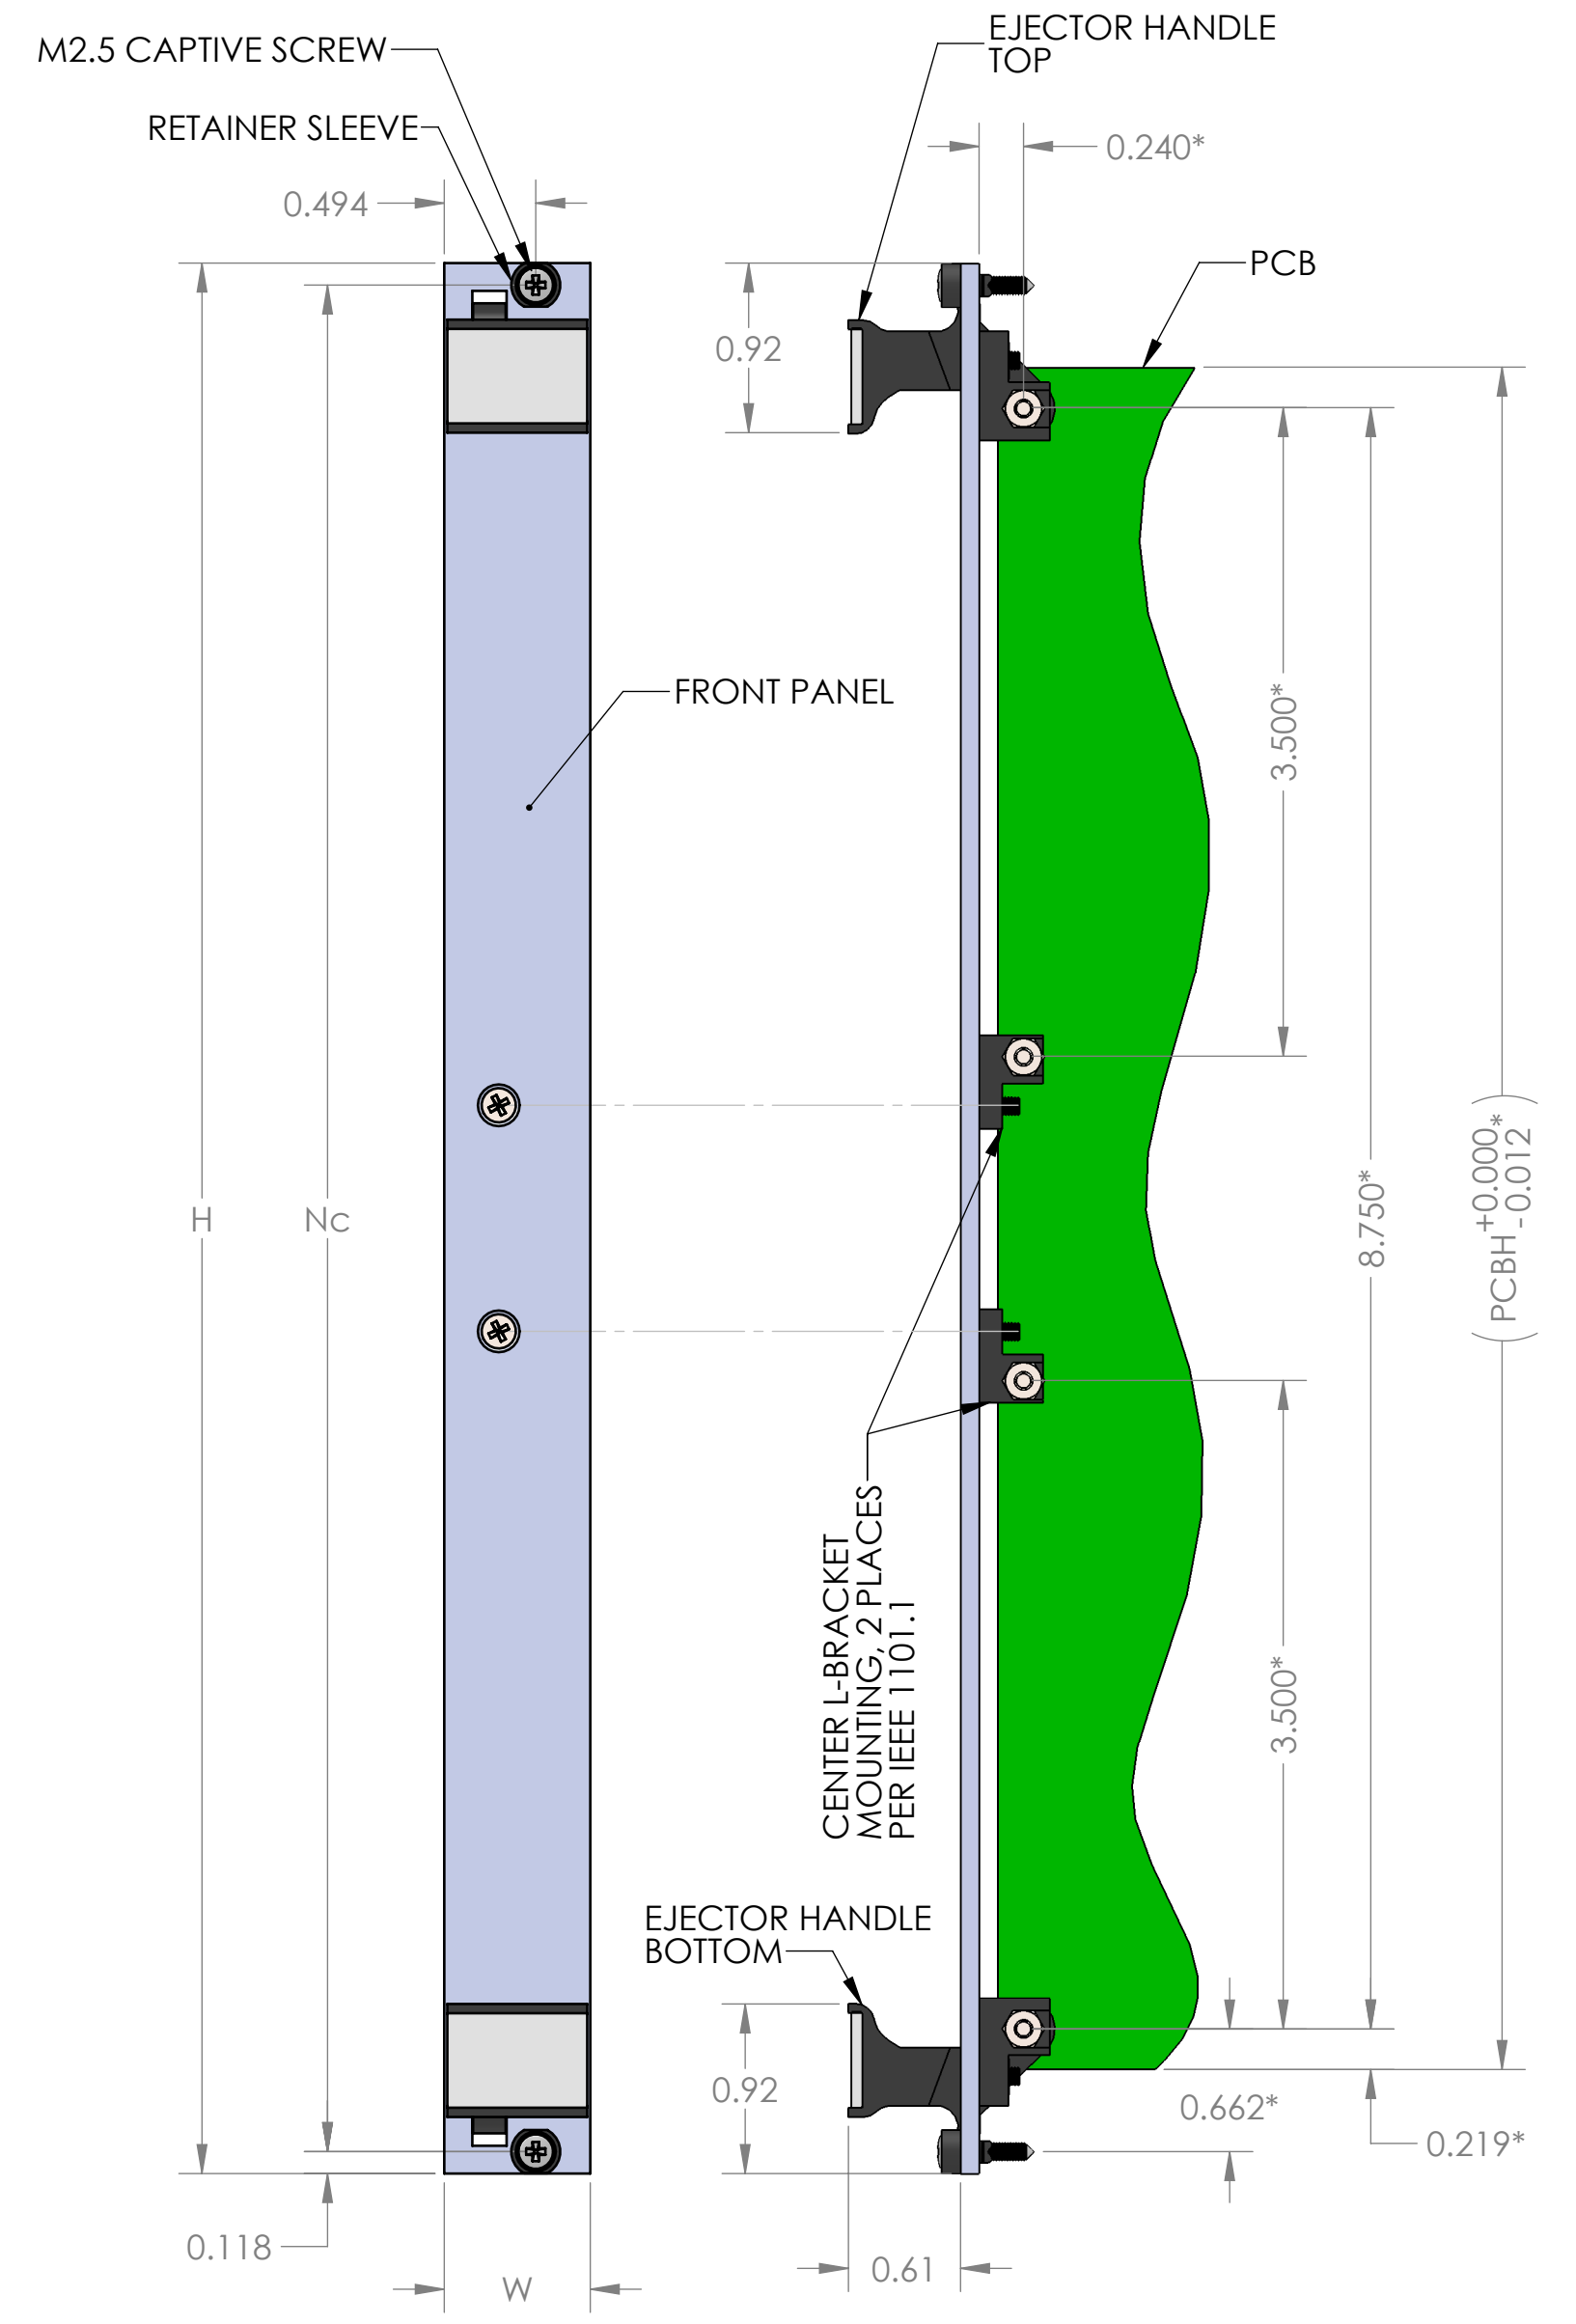 EJECTOR HANDLE
TOP
M2.5 CAPTIVE SCREW
RETAINER SLEEVE
0.240*
0.494
PCB
0.92
FRONT PANEL
3.500*
H
Nc
8.750*
(PCBH +0.000*
-0.012)
CENTER L-BRACKET
MOUNTING, 2 PLACES
PER IEEE 1101.1
3.500*
EJECTOR HANDLE
BOTTOM
0.92
0.662*
0.219*
0.118
0.61
W